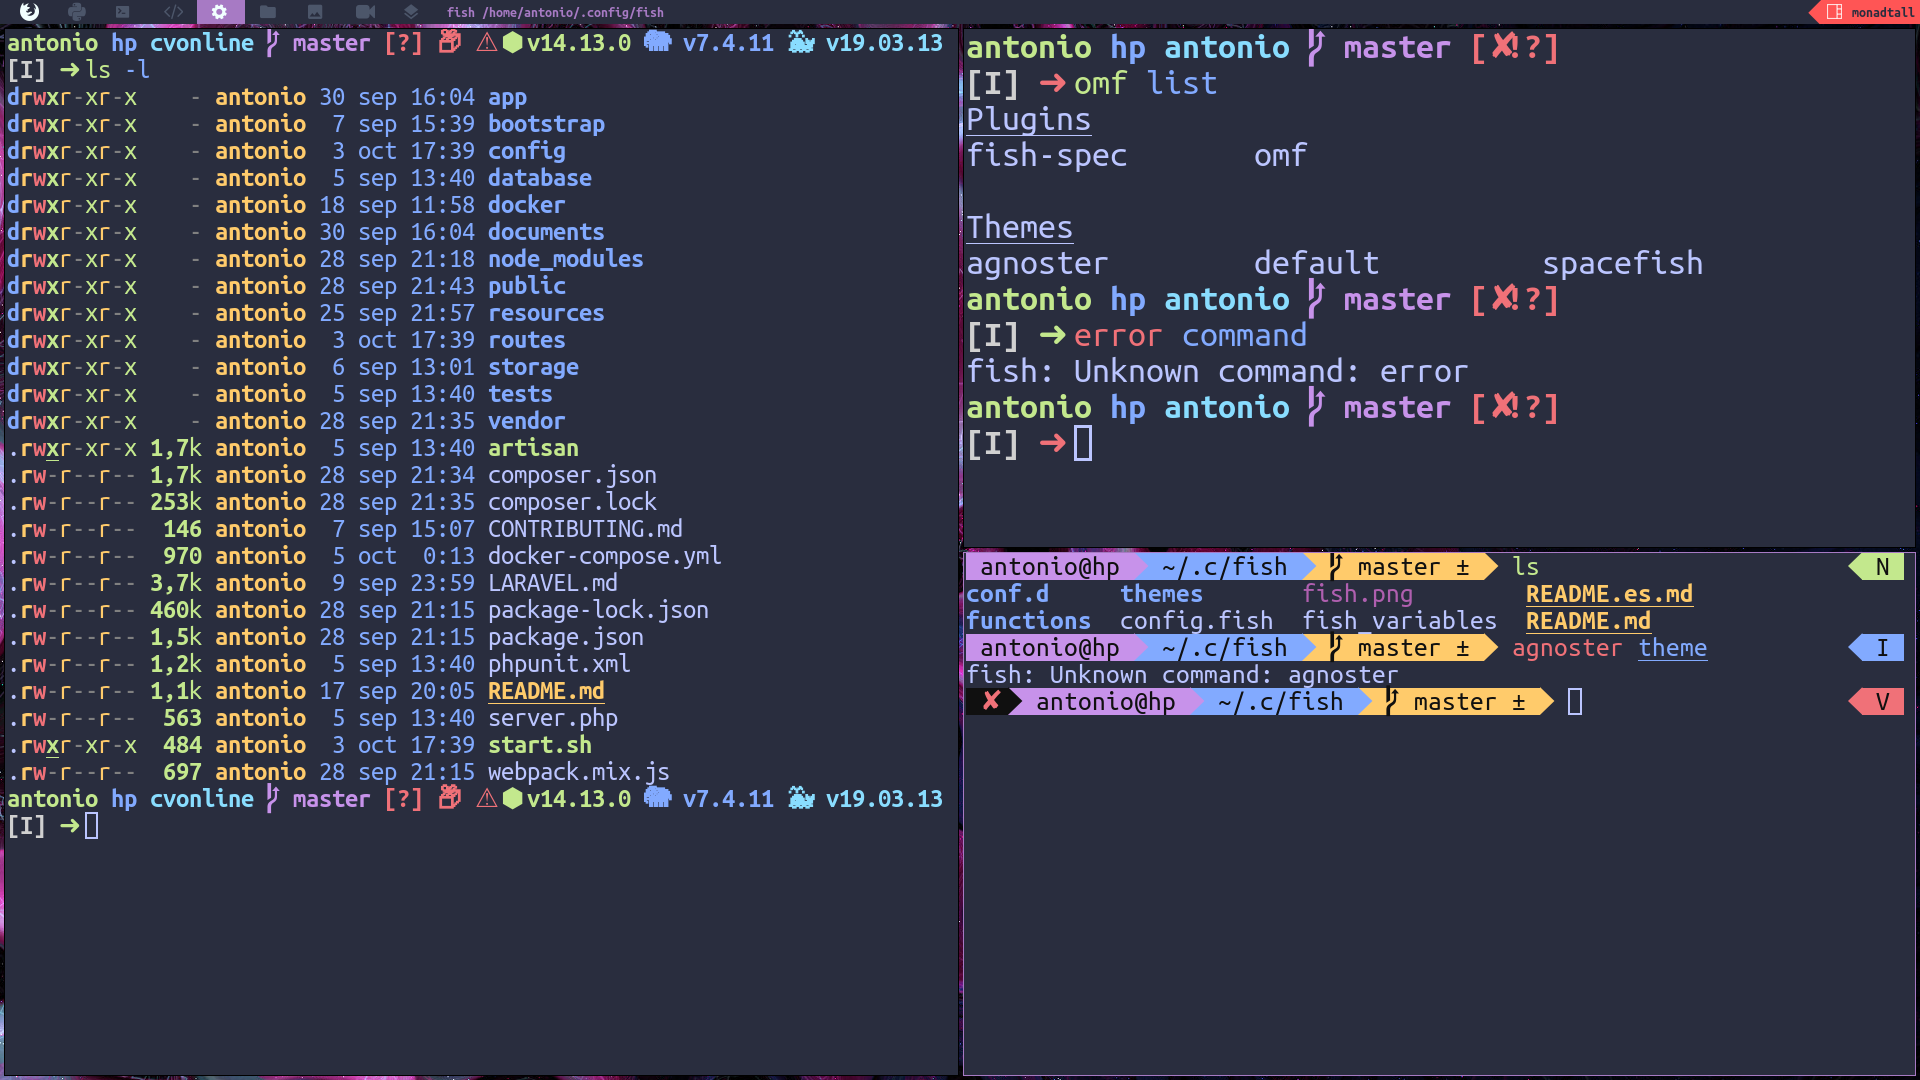 fish /home/antonio/.config/fish
monadtall
antonio hp cvonline master [?] ⚠ v14.13.0 v7.4.11 v19.03.13
[I] ➜ ls -l
drwxr-xr-x - antonio 30 sep 16:04 app
drwxr-xr-x - antonio 7 sep 15:39 bootstrap
drwxr-xr-x - antonio 3 oct 17:39 config
drwxr-xr-x - antonio 5 sep 13:40 database
drwxr-xr-x - antonio 18 sep 11:58 docker
drwxr-xr-x - antonio 30 sep 16:04 documents
drwxr-xr-x - antonio 28 sep 21:18 node_modules
drwxr-xr-x - antonio 28 sep 21:43 public
drwxr-xr-x - antonio 25 sep 21:57 resources
drwxr-xr-x - antonio 3 oct 17:39 routes
drwxr-xr-x - antonio 6 sep 13:01 storage
drwxr-xr-x - antonio 5 sep 13:40 tests
drwxr-xr-x - antonio 28 sep 21:35 vendor
.rwxr-xr-x 1,7k antonio 5 sep 13:40 artisan
.rw-r--r-- 1,7k antonio 28 sep 21:34 composer.json
.rw-r--r-- 253k antonio 28 sep 21:35 composer.lock
.rw-r--r-- 146 antonio 7 sep 15:07 CONTRIBUTING.md
.rw-r--r-- 970 antonio 5 oct 0:13 docker-compose.yml
.rw-r--r-- 3,7k antonio 9 sep 23:59 LARAVEL.md
.rw-r--r-- 460k antonio 28 sep 21:15 package-lock.json
.rw-r--r-- 1,5k antonio 28 sep 21:15 package.json
.rw-r--r-- 1,2k antonio 5 sep 13:40 phpunit.xml
.rw-r--r-- 1,1k antonio 17 sep 20:05 README.md
.rw-r--r-- 563 antonio 5 sep 13:40 server.php
.rwxr-xr-x 484 antonio 3 oct 17:39 start.sh
.rw-r--r-- 697 antonio 28 sep 21:15 webpack.mix.js
antonio hp cvonline master [?] ⚠ v14.13.0 v7.4.11 v19.03.13
[I] ➜
antonio hp antonio master [✘!?]
[I] ➜ omf list
Plugins
fish-spec omf
Themes
agnoster default spacefish
antonio hp antonio master [✘!?]
[I] ➜ error command
fish: Unknown command: error
antonio hp antonio master [✘!?]
[I] ➜
antonio@hp ~/.c/fish master ± ls N
conf.d themes fish.png README.es.md
functions config.fish fish_variables README.md
antonio@hp ~/.c/fish master ± agnoster theme I
fish: Unknown command: agnoster
✘ antonio@hp ~/.c/fish master ± V